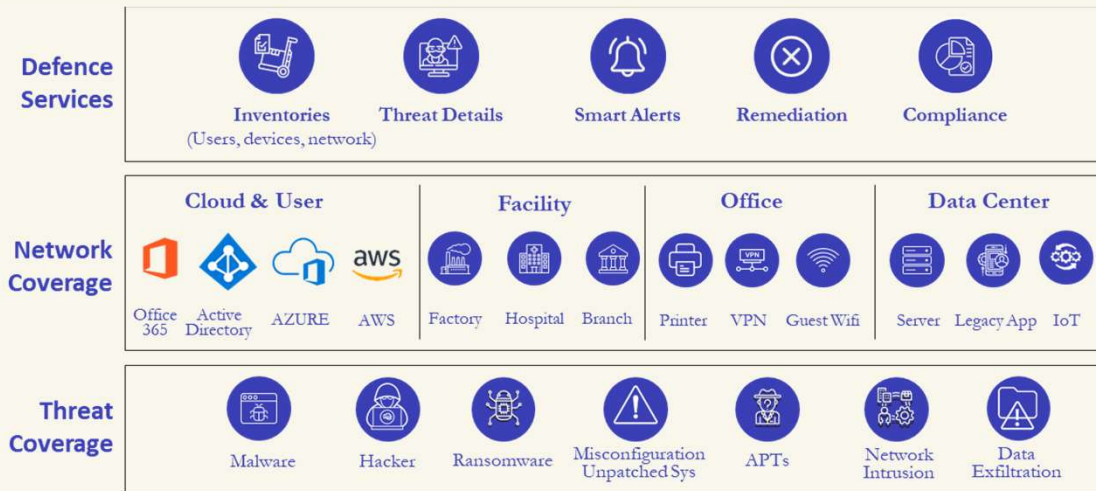 Defence
Services
Inventories
(Users, devices, network)
Threat Details
Smart Alerts
Remediation
Compliance
Network
Coverage
Cloud & User
Office
365
Active
Directory
AZURE
aws
AWS
Facility
Factory
Hospital
Branch
Office
Printer
VPN
VPN
Guest Wifi
Data Center
Server
Legacy App
IoT
Threat
Coverage
Malware
Hacker
Ransomware
Misconfiguration
Unpatched Sys
APTs
Network
Intrusion
Data
Exfiltration